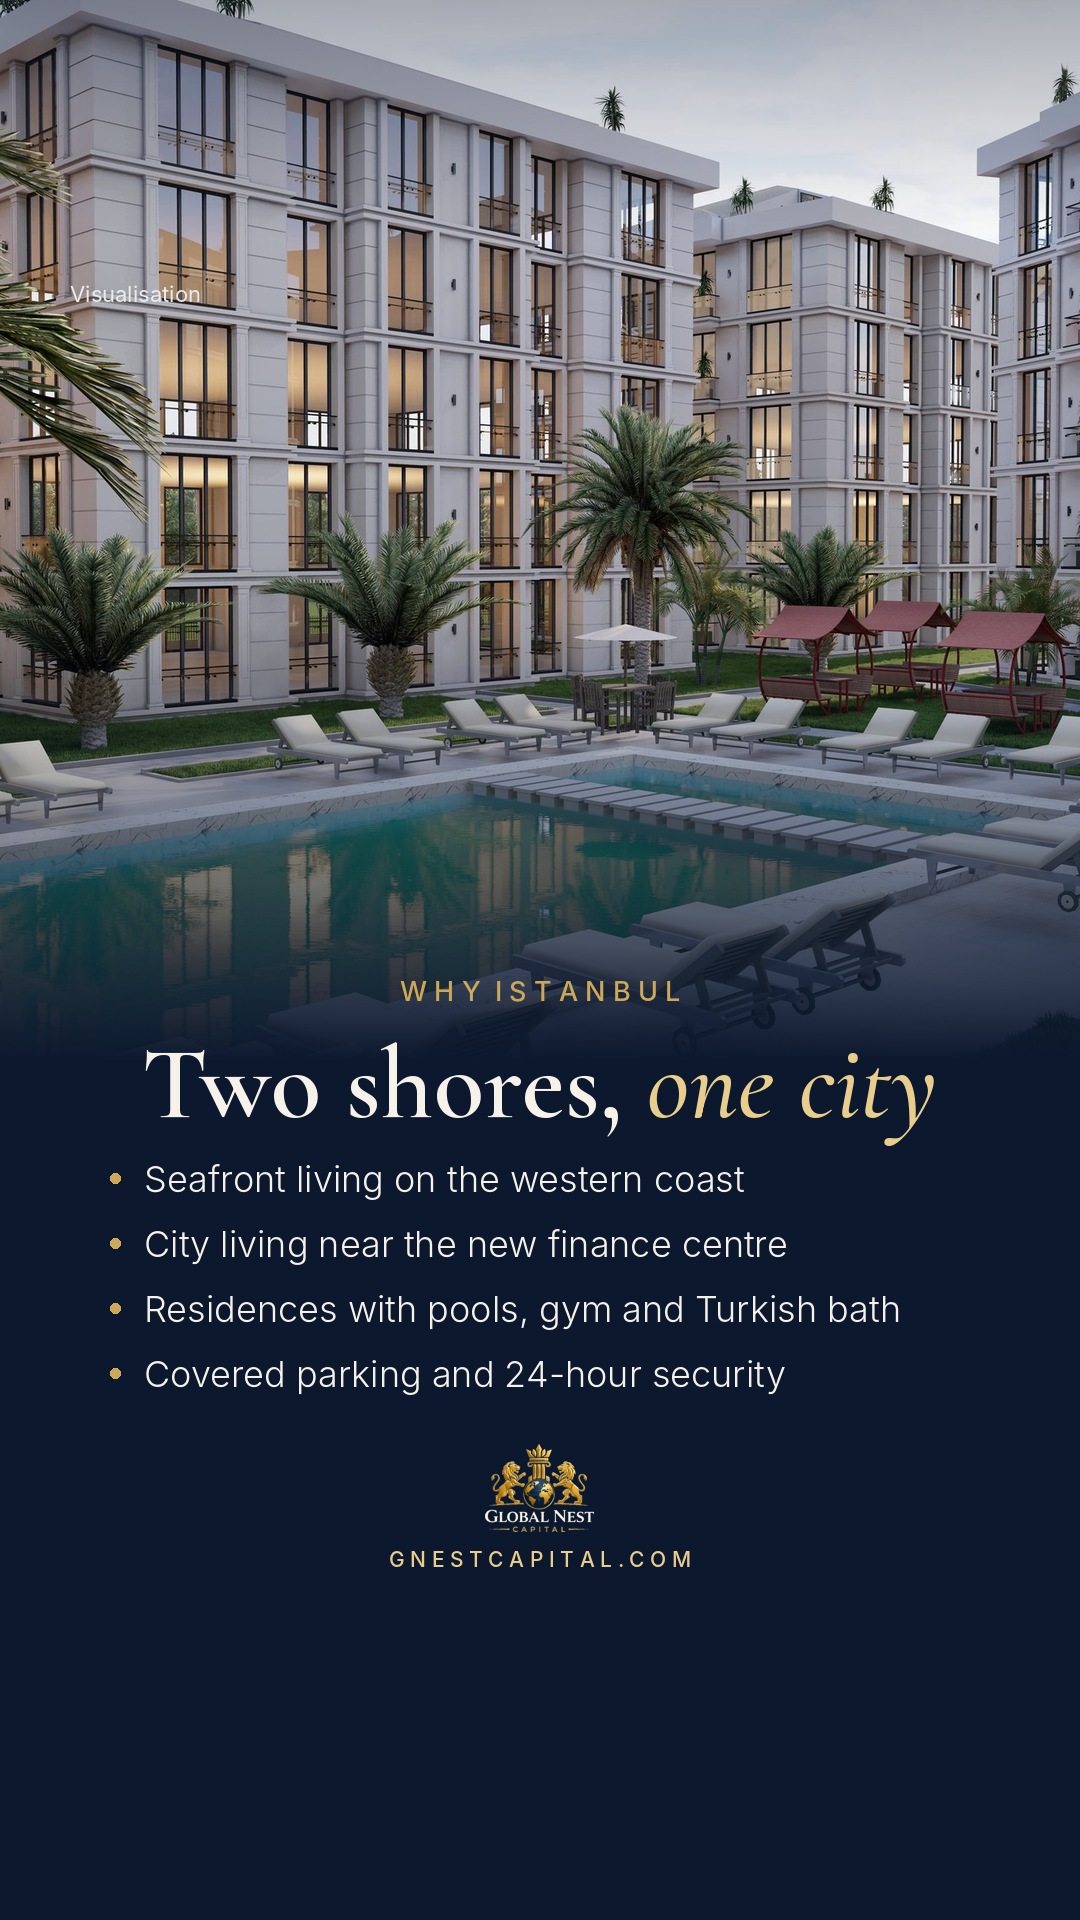 Visualisation
WHY ISTANBUL
Two shores, one city
Seafront living on the western coast
City living near the new finance centre
Residences with pools, gym and Turkish bath
Covered parking and 24-hour security
GLOBAL NEST
CAPITAL
GNESTCAPITAL.COM